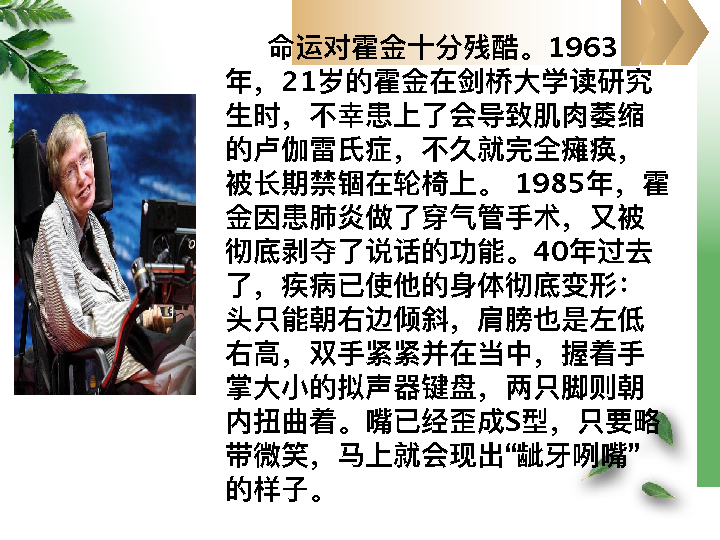 命运对霍金十分残酷。1963
年，21岁的霍金在剑桥大学读研究
生时，不幸患上了会导致肌肉萎缩
的卢伽雷氏症，不久就完全瘫痪，
被长期禁锢在轮椅上。 1985年，霍
金因患肺炎做了穿气管手术，又被
彻底剥夺了说话的功能。40年过去
了，疾病已使他的身体彻底变形：
头只能朝右边倾斜，肩膀也是左低
右高，双手紧紧并在当中，握着手
掌大小的拟声器键盘，两只脚则朝
内扭曲着。嘴已经歪成S型，只要略
带微笑，马上就会现出“龇牙咧嘴”
的样子。